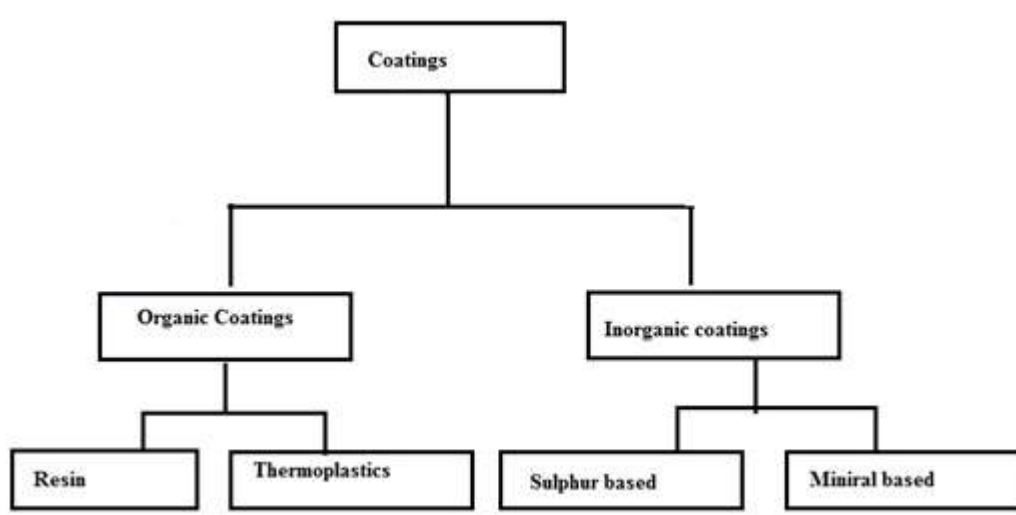 Coatings
Organic Coatings
Inorganic coatings
Resin
Thermoplastics
Sulphur based
Miniral based